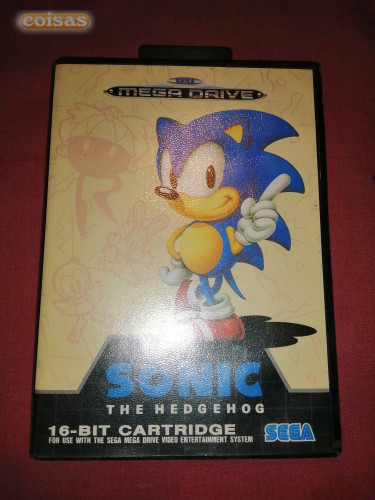 coisas
SEGA
MEGA DRIVE
SONIC
THE HEDGEHOG
16-BIT CARTRIDGE
FOR USE WITH THE SEGA MEGA DRIVE VIDEO ENTERTAINMENT SYSTEM
SEGA